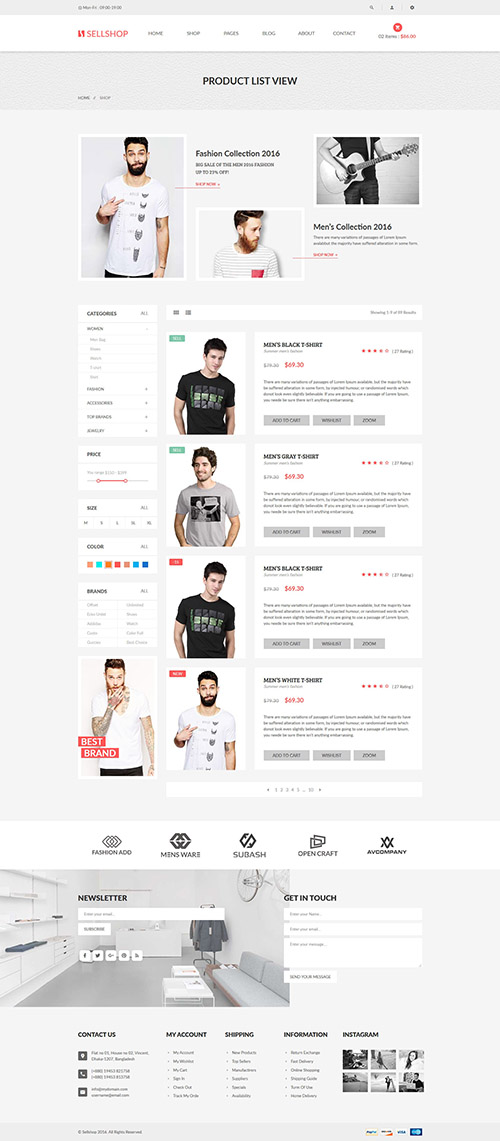 Mon-Fri : 09:00-19:00
SELLSHOP
HOME
SHOP
PAGES
BLOG
ABOUT
CONTACT
02 items : $86.00
PRODUCT LIST VIEW
HOME / SHOP
Fashion Collection 2016
BIG SALE OF THE MEN 2016 FASHION
UP TO 25% OFF!
SHOP NOW
Men's Collection 2016
There are many variations of passages of Lorem Ipsum
available but the majority have suffered alteration in some form.
SHOP NOW
CATEGORIES ALL
WOMEN -
Men Bag
Shoes
Watch
T-shirt
Shirt
FASHION +
ACCESSORIES +
TOP BRANDS +
JEWELRY +
PRICE
You range $152 - $399
SIZE ALL
M S L SL XL
COLOR ALL
BRANDS ALL
Unlimited
Shoes
Adidas Watch
Gucci Color Full
BEST
BRAND
Showing 1-9 of 89 Results
SELL
MEN'S BLACK T-SHIRT
Summer men's fashion
( 27 Rating )
$79.30 $69.30
There are many variations of passages of Lorem Ipsum available, but the majority have
be suffered alteration in some form, by injected humour, or randomised words which
donot look even slightly believable. If you are going to use a passage of Lorem Ipsum,
you neede be sure there isn't anything embarrassing.
ADD TO CART WISHLIST ZOOM
SELL
MEN'S GRAY T-SHIRT
Summer men's fashion
( 27 Rating )
$79.30 $69.30
There are many variations of passages of Lorem Ipsum available, but the majority have
be suffered alteration in some form, by injected humour, or randomised words which
donot look even slightly believable. If you are going to use a passage of Lorem Ipsum,
you neede be sure there isn't anything embarrassing.
ADD TO CART WISHLIST ZOOM
MEN'S BLACK T-SHIRT
Summer men's fashion
( 27 Rating )
$79.30 $69.30
There are many variations of passages of Lorem Ipsum available, but the majority have
be suffered alteration in some form, by injected humour, or randomised words which
donot look even slightly believable. If you are going to use a passage of Lorem Ipsum,
you neede be sure there isn't anything embarrassing.
ADD TO CART WISHLIST ZOOM
NEW
MEN'S WHITE T-SHIRT
Summer men's fashion
( 27 Rating )
$79.30 $69.30
There are many variations of passages of Lorem Ipsum available, but the majority have
be suffered alteration in some form, by injected humour, or randomised words which
donot look even slightly believable. If you are going to use a passage of Lorem Ipsum,
you neede be sure there isn't anything embarrassing.
ADD TO CART WISHLIST ZOOM
1 2 3 4 5 ... 10
FASHION ADD
MENS WARE
SUBASH
OPEN CRAFT
AVCOMPANY
NEWSLETTER
Enter your email...
SUBSCRIBE
GET IN TOUCH
Enter your Name...
Enter your email...
Enter your message...
SEND YOUR MESSAGE
CONTACT US
Flat no 03, House no 02, Vincent,
Dhaka-1207, Bangladesh
(+880) 19453 821758
(+880) 19453 821758
info@mydomain.com
username@email.com
MY ACCOUNT
My Account
My Wishlist
My Cart
Sign In
Check Out
Track My Orde
SHIPPING
New Products
Top Sellers
Manufactirers
Suppliers
Specials
Availability
INFORMATION
Return Exchange
Fast Delivery
Online Shopping
Shopping Guide
Turm Of Use
Home Delivery
INSTAGRAM
© Sellshop 2016. All Rights Reserved.
PayPal
VISA